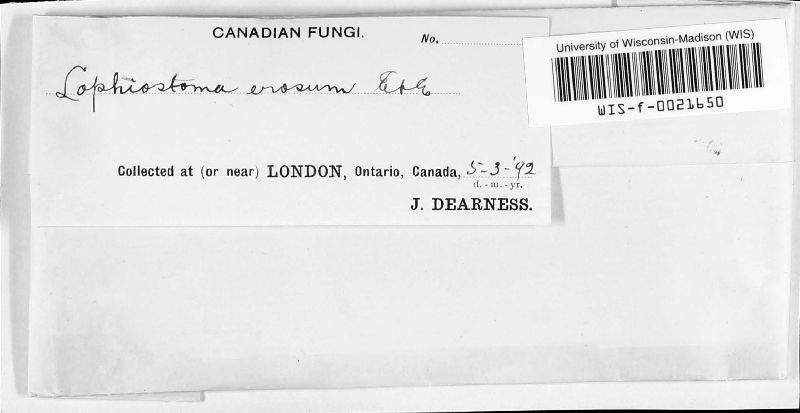 CANADIAN FUNGI.
No.
Lophiostoma erosum E&E
Collected at (or near) LONDON, Ontario, Canada, 5-3-'92
d. - m. - yr.
J. DEARNESS.
University of Wisconsin-Madison (WIS)
WIS-f-0021650